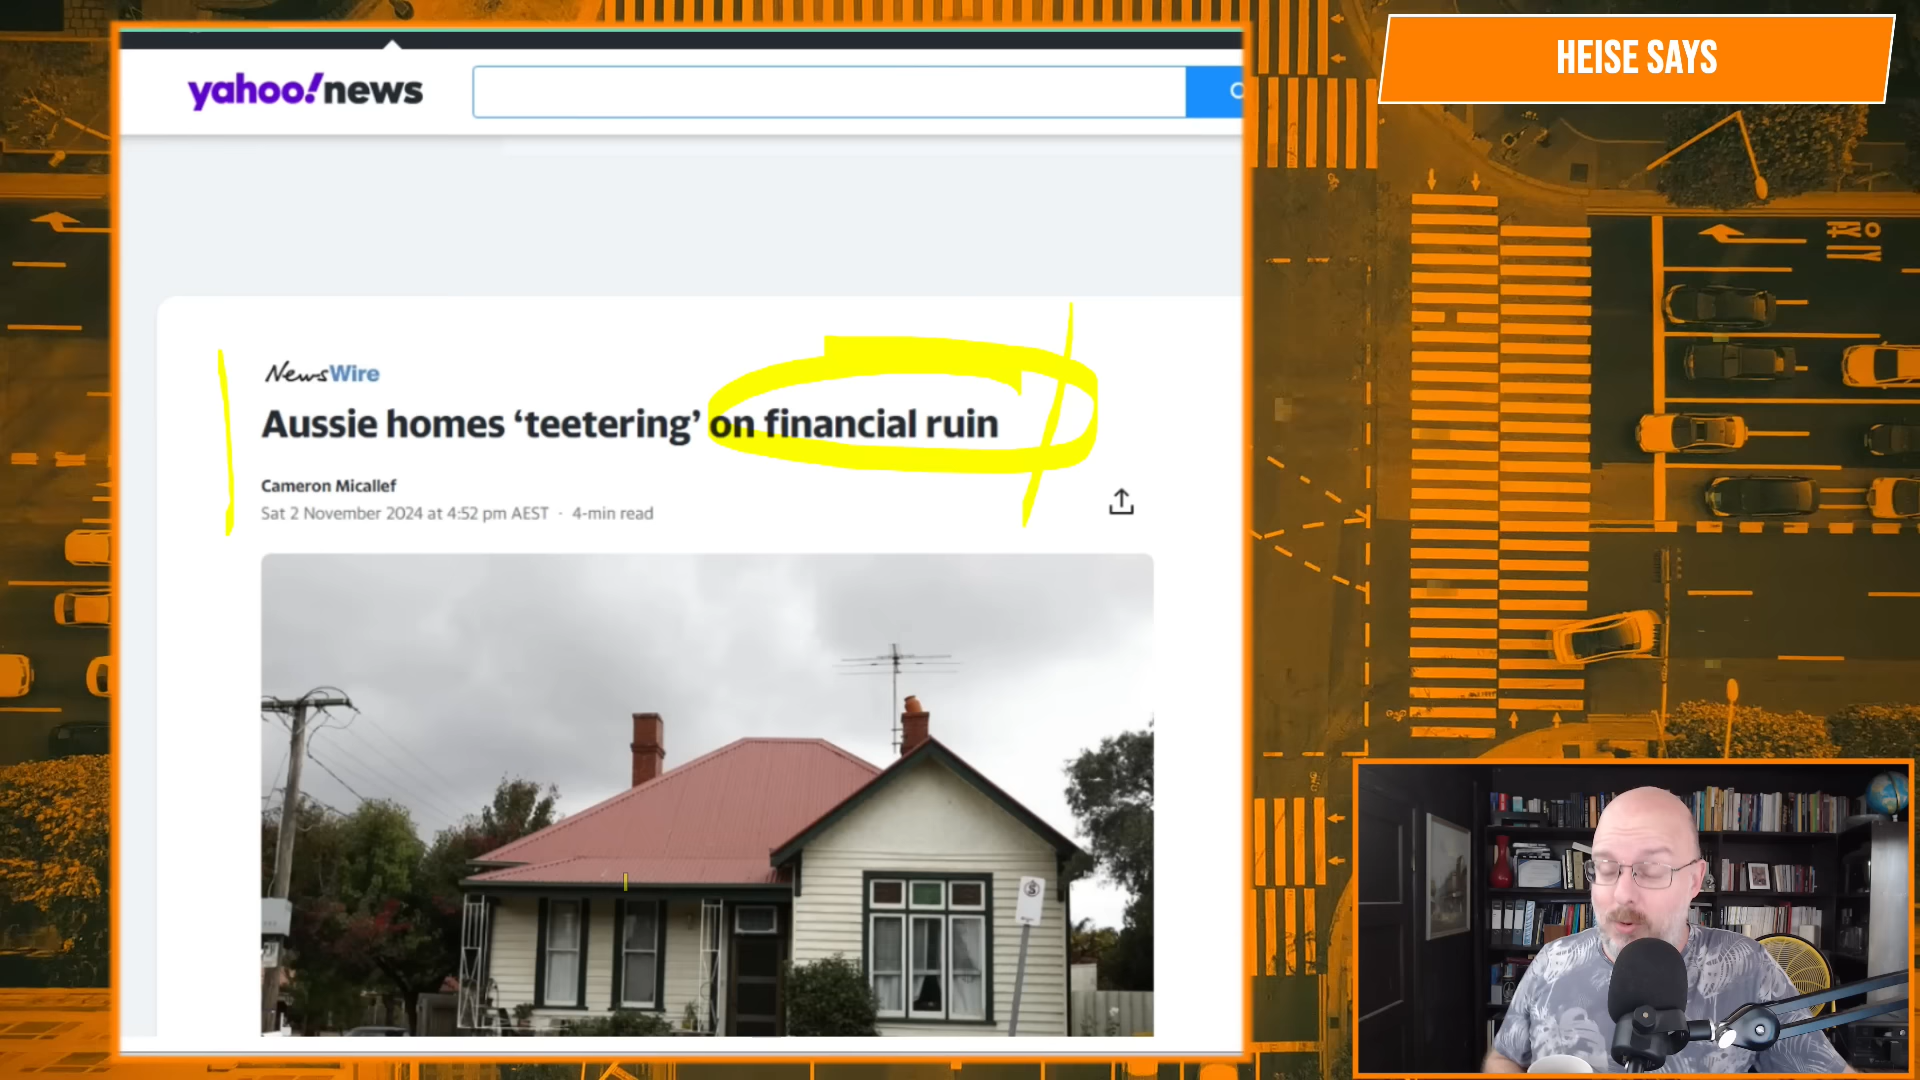 HEISE SAYS
yahoo!news
NewsWire
Aussie homes ‘teetering’ on financial ruin
Cameron Micallef
Sat 2 November 2024 at 4:52 pm AEST · 4-min read